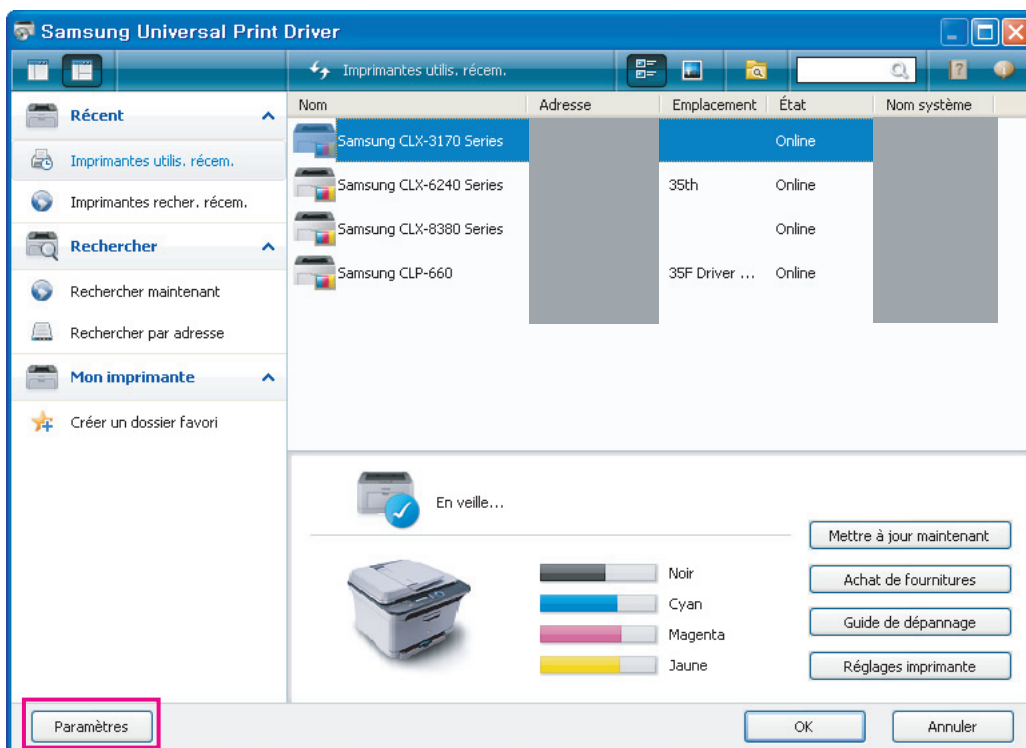 Samsung Universal Print Driver
Imprimantes utilis. récem.
Récent
Imprimantes utilis. récem.
Imprimantes recher. récem.
Rechercher
Rechercher maintenant
Rechercher par adresse
Mon imprimante
Créer un dossier favori
Nom Adresse Emplacement État Nom système
Samsung CLX-3170 Series Online
Samsung CLX-6240 Series 35th Online
Samsung CLX-8380 Series Online
Samsung CLP-660 35F Driver ... Online
En veille...
Noir
Cyan
Magenta
Jaune
Mettre à jour maintenant
Achat de fournitures
Guide de dépannage
Réglages imprimante
Paramètres
OK
Annuler